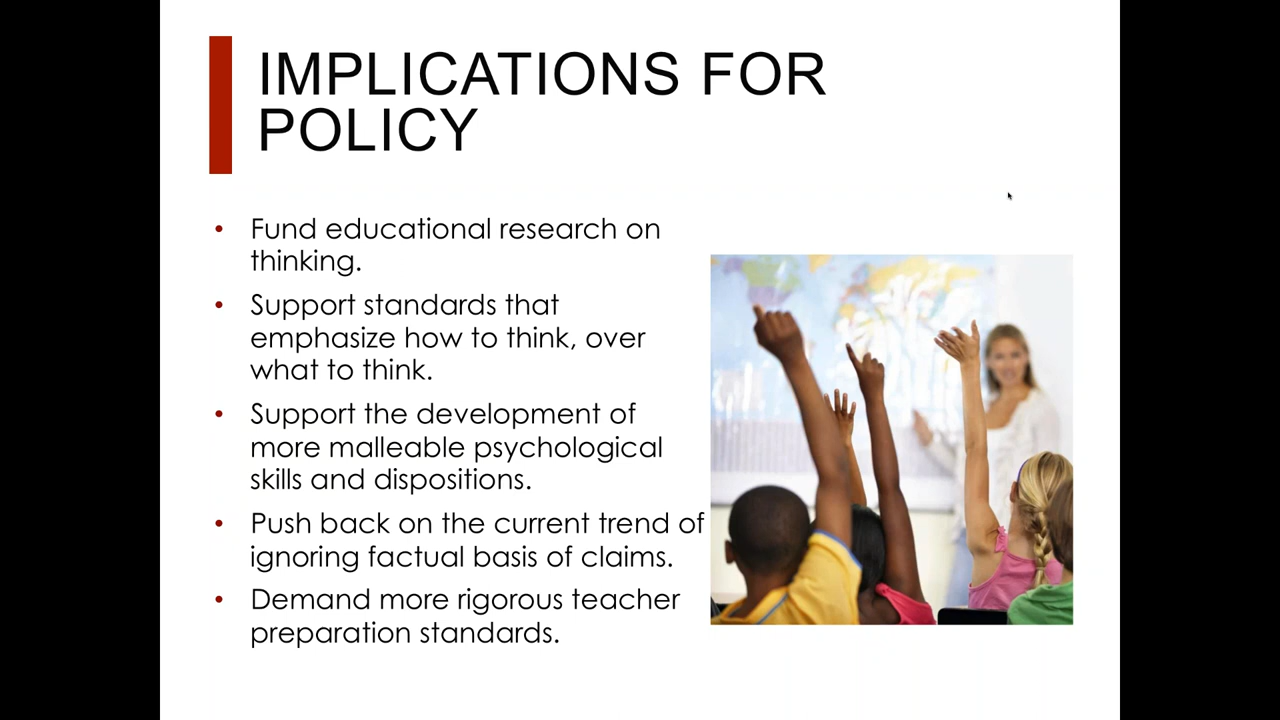 IMPLICATIONS FOR
POLICY
• Fund educational research on
thinking.
• Support standards that
emphasize how to think, over
what to think.
• Support the development of
more malleable psychological
skills and dispositions.
• Push back on the current trend of
ignoring factual basis of claims.
• Demand more rigorous teacher
preparation standards.